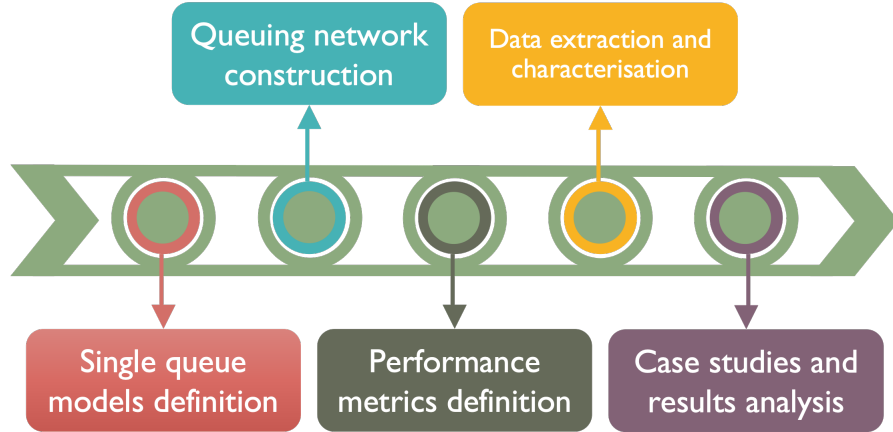 Queuing network
construction
Data extraction and
characterisation
Single queue
models definition
Performance
metrics definition
Case studies and
results analysis